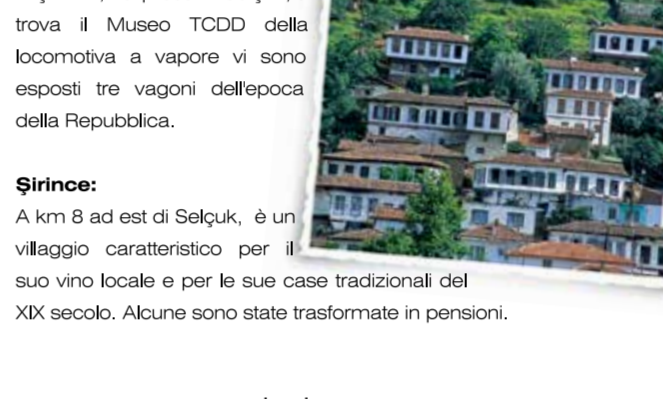 trova il Museo TCDD della
locomotiva a vapore vi sono
esposti tre vagoni dell'epoca
della Repubblica.
Şirince:
A km 8 ad est di Selçuk, è un
villaggio caratteristico per il
suo vino locale e per le sue case tradizionali del
XIX secolo. Alcune sono state trasformate in pensioni.